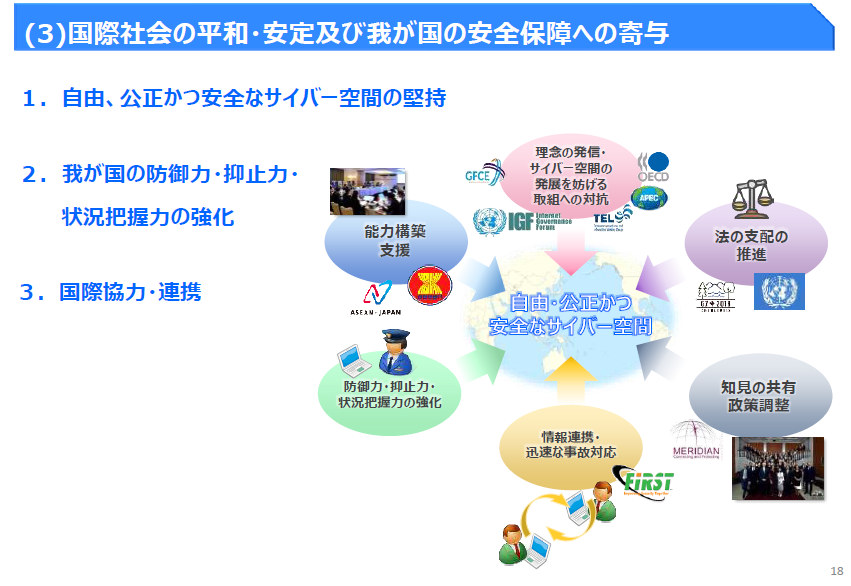 (3)国際社会の平和･安定及び我が国の安全保障への寄与
１．自由､公正かつ安全なサイバー空間の堅持
２．我が国の防御力･抑止力･
状況把握力の強化
３．国際協力･連携
理念の発信･
サイバー空間の
発展を妨げる
取組への対抗
GFCE
OECD
APEC
IGF Internet
Governance
Forum
TEL
能力構築
支援
asean
ASEAN-JAPAN
法の支配の
推進
自由･公正かつ
安全なサイバー空間
防御力･抑止力･
状況把握力の強化
知見の共有
政策調整
情報連携･
迅速な事故対応
MERIDIAN
FiRST
18